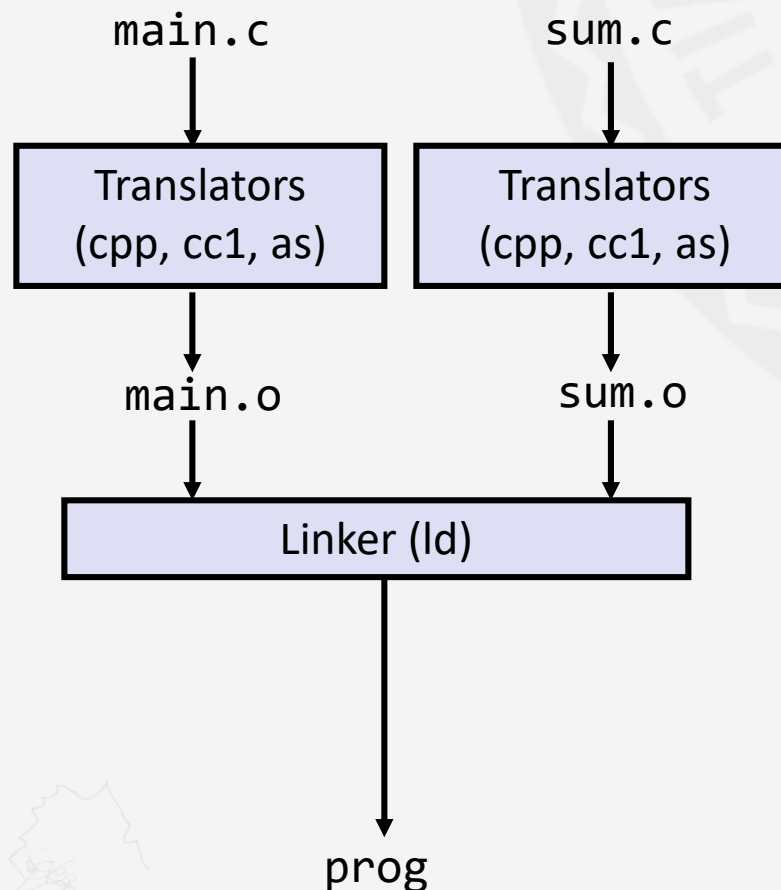 main.c
sum.c
Translators
(cpp, cc1, as)
Translators
(cpp, cc1, as)
main.o
sum.o
Linker (ld)
prog